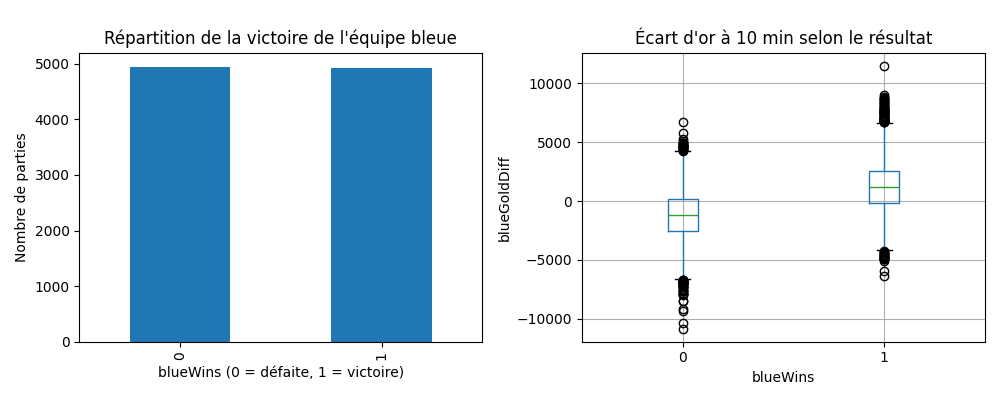 Répartition de la victoire de l'équipe bleue
5000
4000
3000
2000
1000
0
Nombre de parties
0
1
blueWins (0 = défaite, 1 = victoire)
Écart d'or à 10 min selon le résultat
10000
5000
0
−5000
−10000
blueGoldDiff
0
1
blueWins